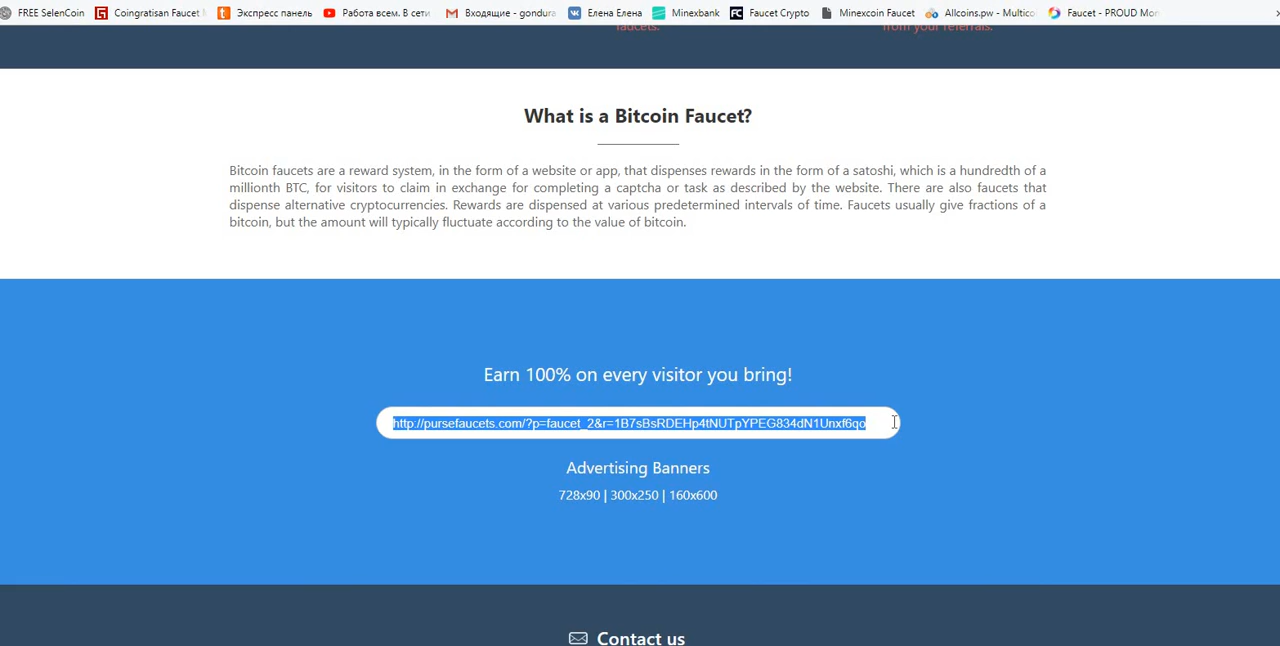 FREE SelenCoin Coingratisan Faucet Экспресс панель Работа всем. В сети Входящие - gondura Елена Елена Minexbank FC Faucet Crypto Minexcoin Faucet Allcoins.pw - Multico Faucet - PROUD Mon
faucets. from your referrals.
What is a Bitcoin Faucet?
Bitcoin faucets are a reward system, in the form of a website or app, that dispenses rewards in the form of a satoshi, which is a hundredth of a
millionth BTC, for visitors to claim in exchange for completing a captcha or task as described by the website. There are also faucets that
dispense alternative cryptocurrencies. Rewards are dispensed at various predetermined intervals of time. Faucets usually give fractions of a
bitcoin, but the amount will typically fluctuate according to the value of bitcoin.
Earn 100% on every visitor you bring!
http://pursefaucets.com/?p=faucet_2&r=1B7sBsRDEHp4tNUTpYPEG834dN1Unxf6qo
Advertising Banners
728x90 | 300x250 | 160x600
Contact us